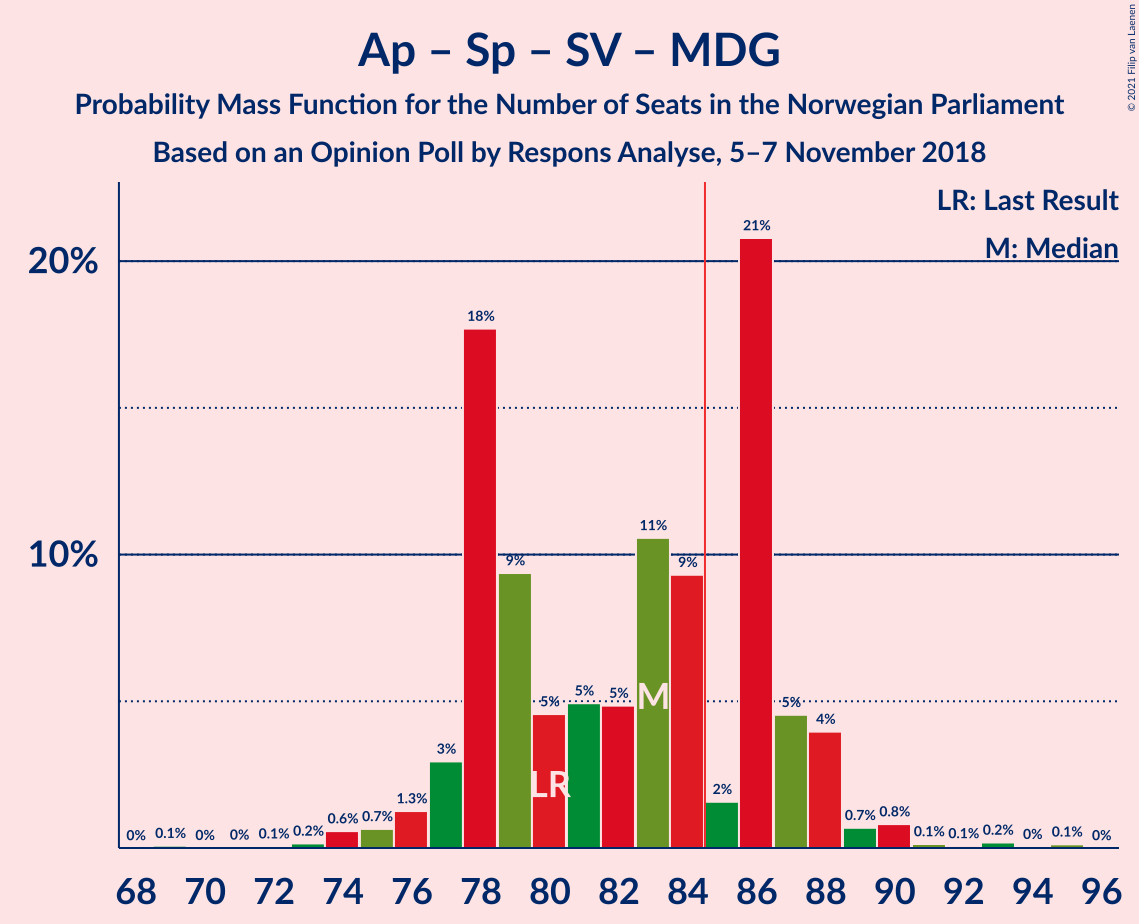 Ap – Sp – SV – MDG
Probability Mass Function for the Number of Seats in the Norwegian Parliament
Based on an Opinion Poll by Respons Analyse, 5–7 November 2018
© 2021 Filip van Laenen
LR: Last Result
M: Median
20%
10%
0% 0.1% 0% 0% 0.1% 0.2% 0.6% 0.7% 1.3% 3% 18% 9% 5% 5% 5% 11% 9% 2% 21% 5% 4% 0.7% 0.8% 0.1% 0.1% 0.2% 0% 0.1% 0%
M
LR
68 70 72 74 76 78 80 82 84 86 88 90 92 94 96